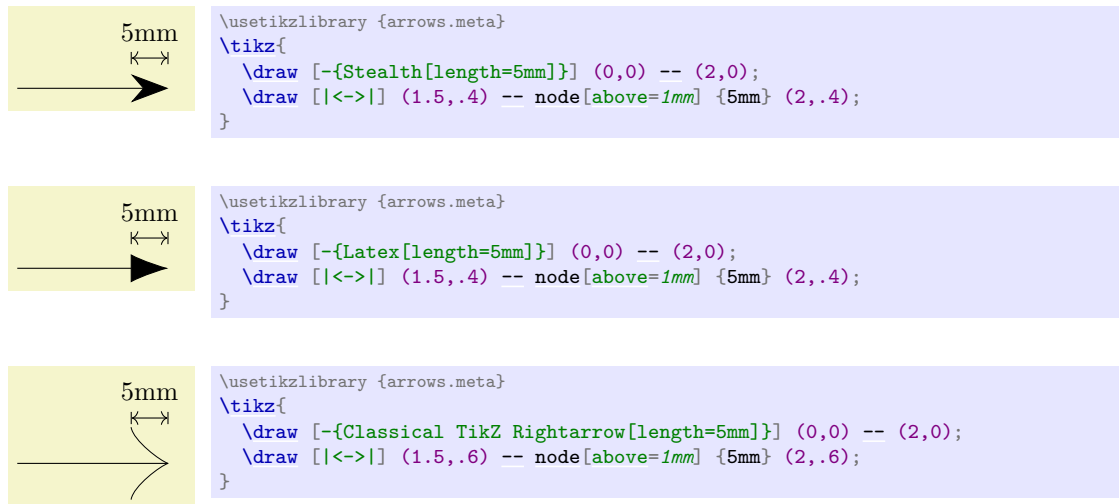 5mm
\usetikzlibrary {arrows.meta}
\tikz{
  \draw [-{Stealth[length=5mm]}] (0,0) -- (2,0);
  \draw [|<->|] (1.5,.4) -- node[above=1mm] {5mm} (2,.4);
}
5mm
\usetikzlibrary {arrows.meta}
\tikz{
  \draw [-{Latex[length=5mm]}] (0,0) -- (2,0);
  \draw [|<->|] (1.5,.4) -- node[above=1mm] {5mm} (2,.4);
}
5mm
\usetikzlibrary {arrows.meta}
\tikz{
  \draw [-{Classical TikZ Rightarrow[length=5mm]}] (0,0) -- (2,0);
  \draw [|<->|] (1.5,.6) -- node[above=1mm] {5mm} (2,.6);
}